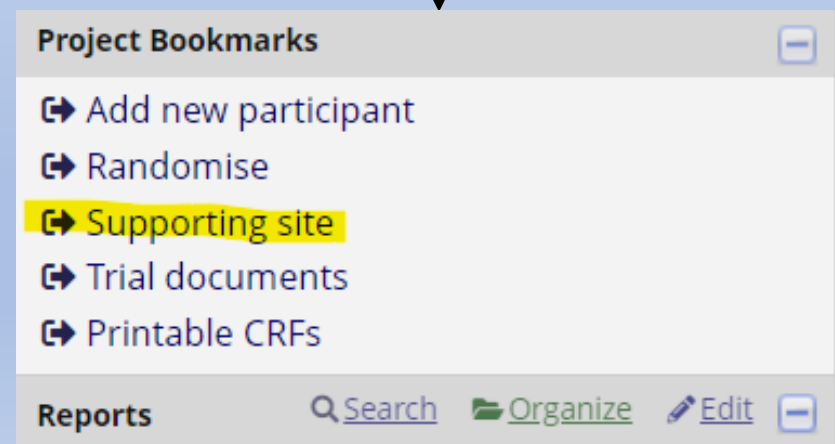 Project Bookmarks
Add new participant
Randomise
Supporting site
Trial documents
Printable CRFs
Reports Search Organize Edit